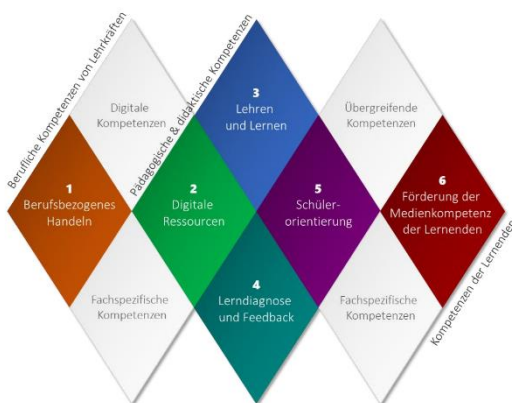 Berufliche Kompetenzen von Lehrkräften
Pädagogische & didaktische Kompetenzen
Digitale
Kompetenzen
3
Lehren
und Lernen
Übergreifende
Kompetenzen
1
Berufsbezogenes
Handeln
2
Digitale
Ressourcen
5
Schüler-
orientierung
6
Förderung der
Medienkompetenz
der Lernenden
Fachspezifische
Kompetenzen
4
Lerndiagnose
und Feedback
Fachspezifische
Kompetenzen
Kompetenzen der Lernenden